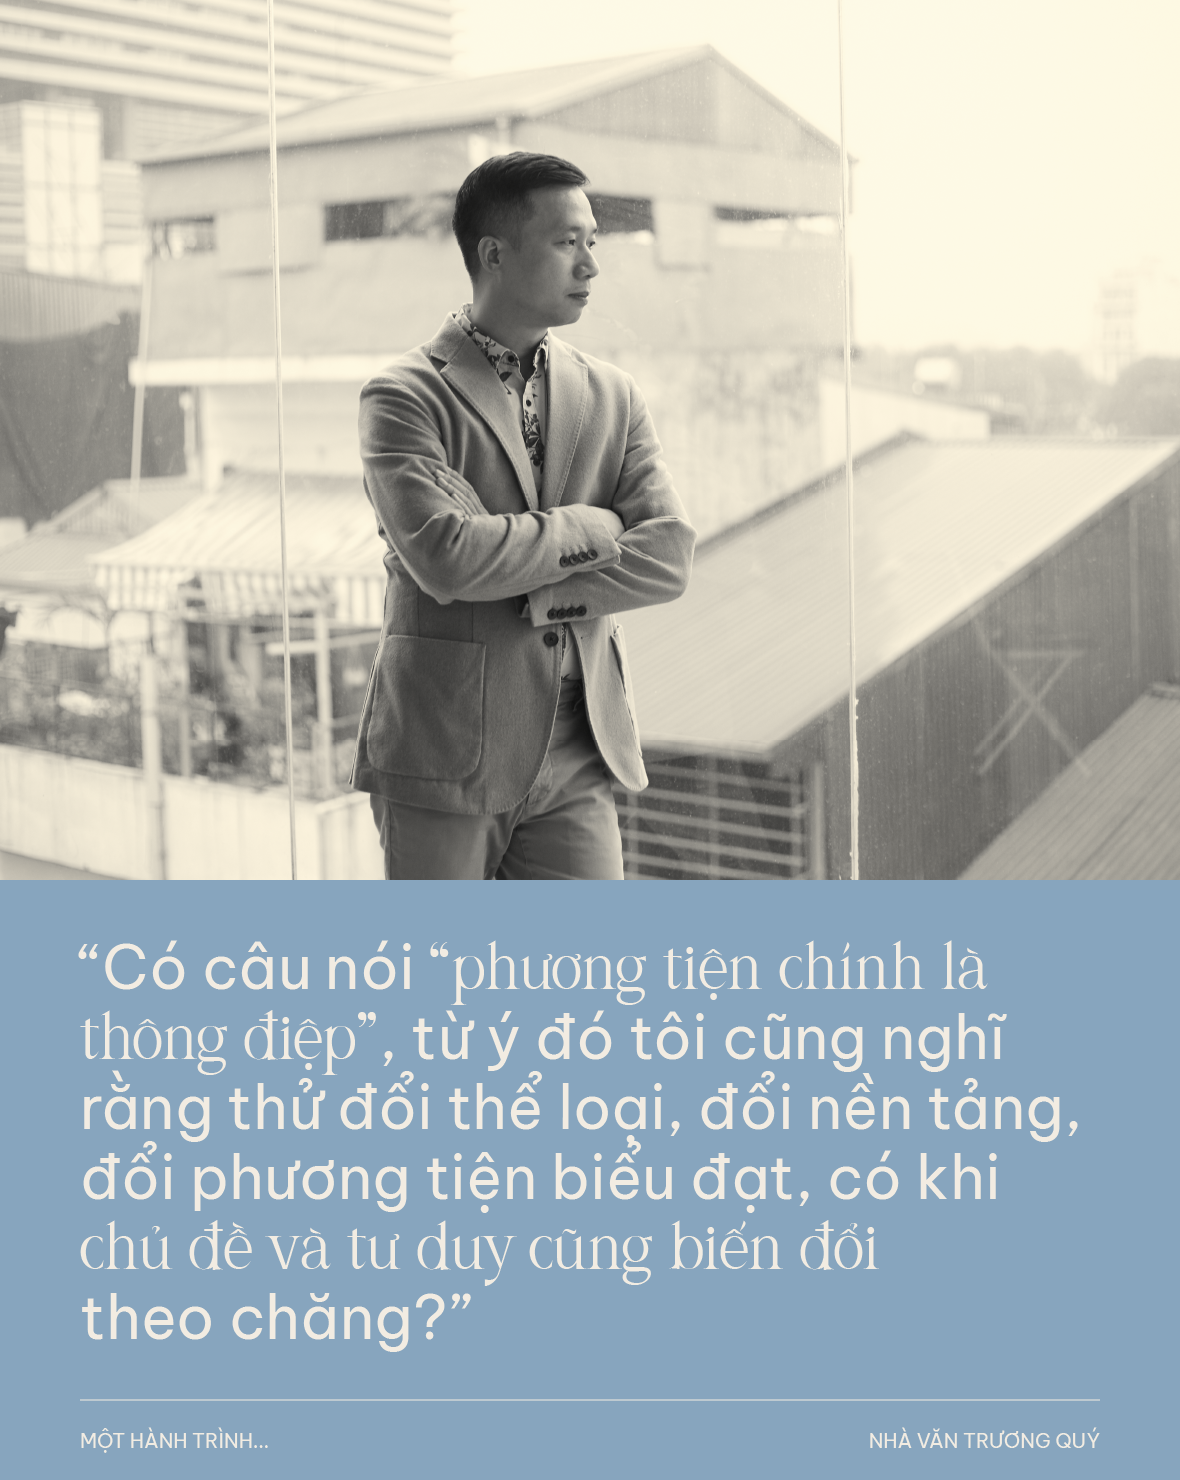 “Có câu nói “phương tiện chính là
thông điệp”, từ ý đó tôi cũng nghĩ
rằng thử đổi thể loại, đổi nền tảng,
đổi phương tiện biểu đạt, có khi
chủ đề và tư duy cũng biến đổi
theo chăng?”
MỘT HÀNH TRÌNH...
NHÀ VĂN TRƯƠNG QUÝ